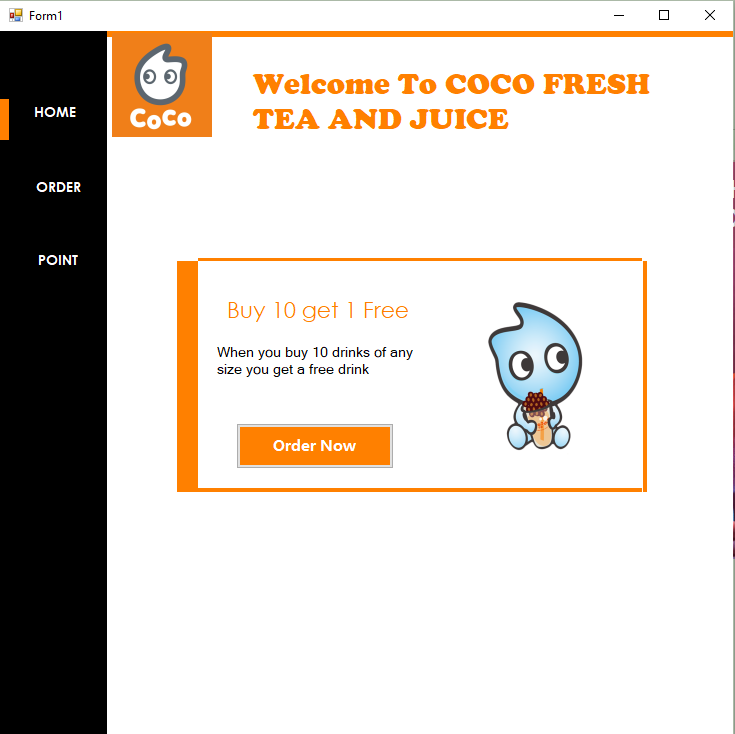 Form1
HOME
ORDER
POINT
CoCo
Welcome To COCO FRESH
TEA AND JUICE
Buy 10 get 1 Free
When you buy 10 drinks of any
size you get a free drink
Order Now